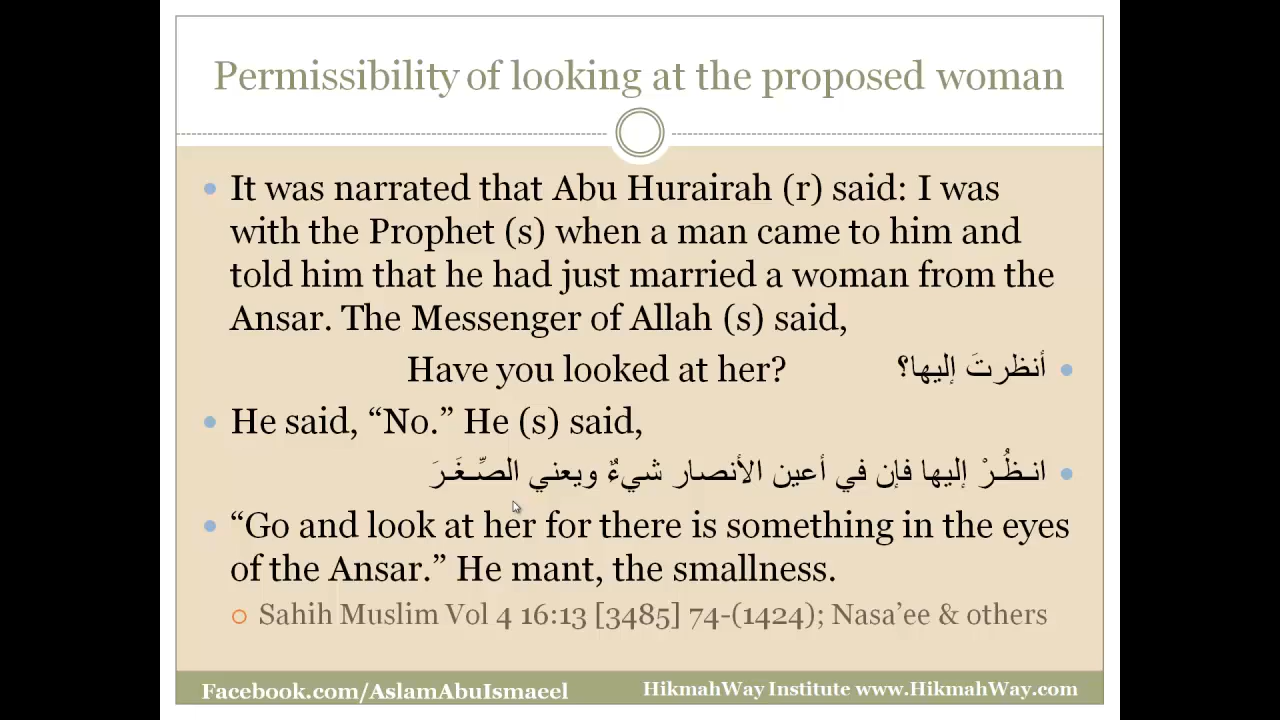 Permissibility of looking at the proposed woman
It was narrated that Abu Hurairah (r) said: I was
with the Prophet (s) when a man came to him and
told him that he had just married a woman from the
Ansar. The Messenger of Allah (s) said,
Have you looked at her? أنظرتَ إليها؟
He said, “No.” He (s) said,
انـظُـرْ إليها فإن في أعين الأنصار شيءٌ ويعني الصِّـغَـرَ
“Go and look at her for there is something in the eyes
of the Ansar.” He mant, the smallness.
Sahih Muslim Vol 4 16:13 [3485] 74-(1424); Nasa’ee & others
Facebook.com/AslamAbuIsmaeel HikmahWay Institute www.HikmahWay.com